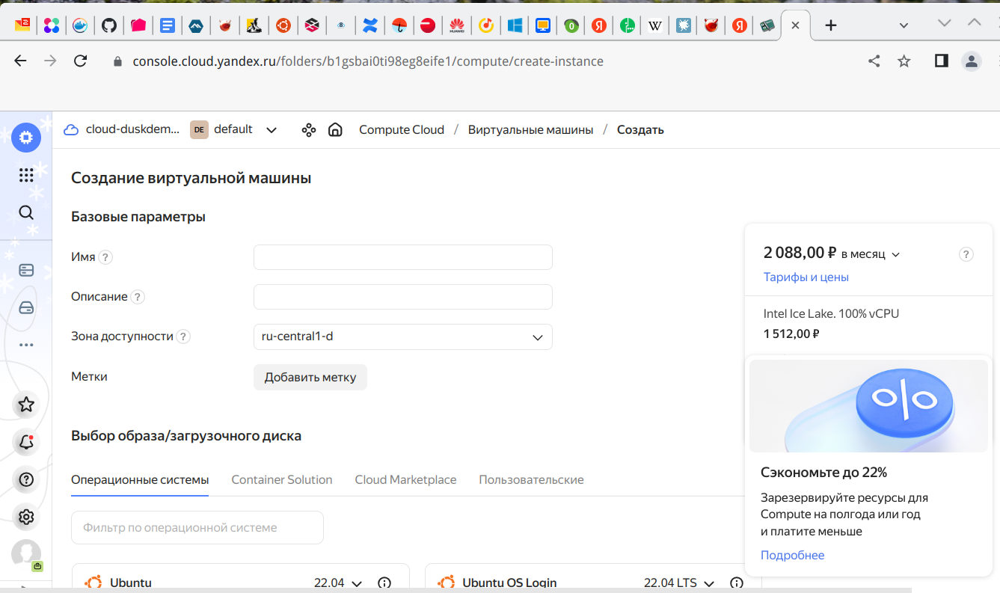 console.cloud.yandex.ru/folders/b1gsbai0ti98eg8eife1/compute/create-instance
cloud-duskdem... DE default Compute Cloud / Виртуальные машины / Создать
Создание виртуальной машины
Базовые параметры
Имя ?
Описание ?
Зона доступности ? ru-central1-d
Метки Добавить метку
Выбор образа/загрузочного диска
Операционные системы Container Solution Cloud Marketplace Пользовательские
Фильтр по операционной системе
Ubuntu 22.04
Ubuntu OS Login 22.04 LTS
2 088,00 ₽ в месяц ?
Тарифы и цены
Intel Ice Lake. 100% vCPU
1 512,00 ₽
%
Сэкономьте до 22%
Зарезервируйте ресурсы для
Compute на полгода или год
и платите меньше
Подробнее